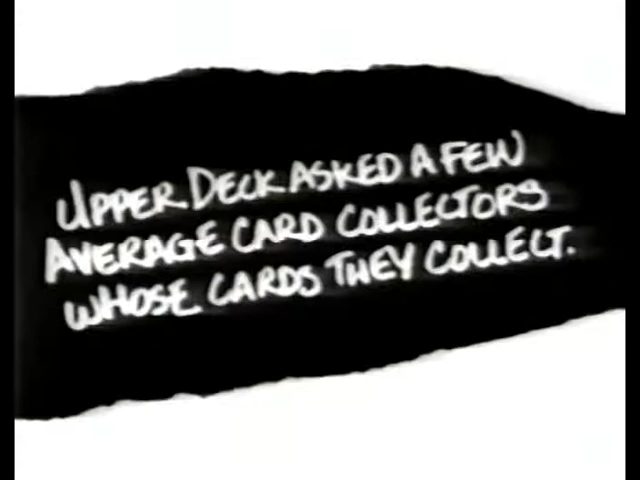 UPPER DECK ASKED A FEW
AVERAGE CARD COLLECTORS
WHOSE CARDS THEY COLLECT.